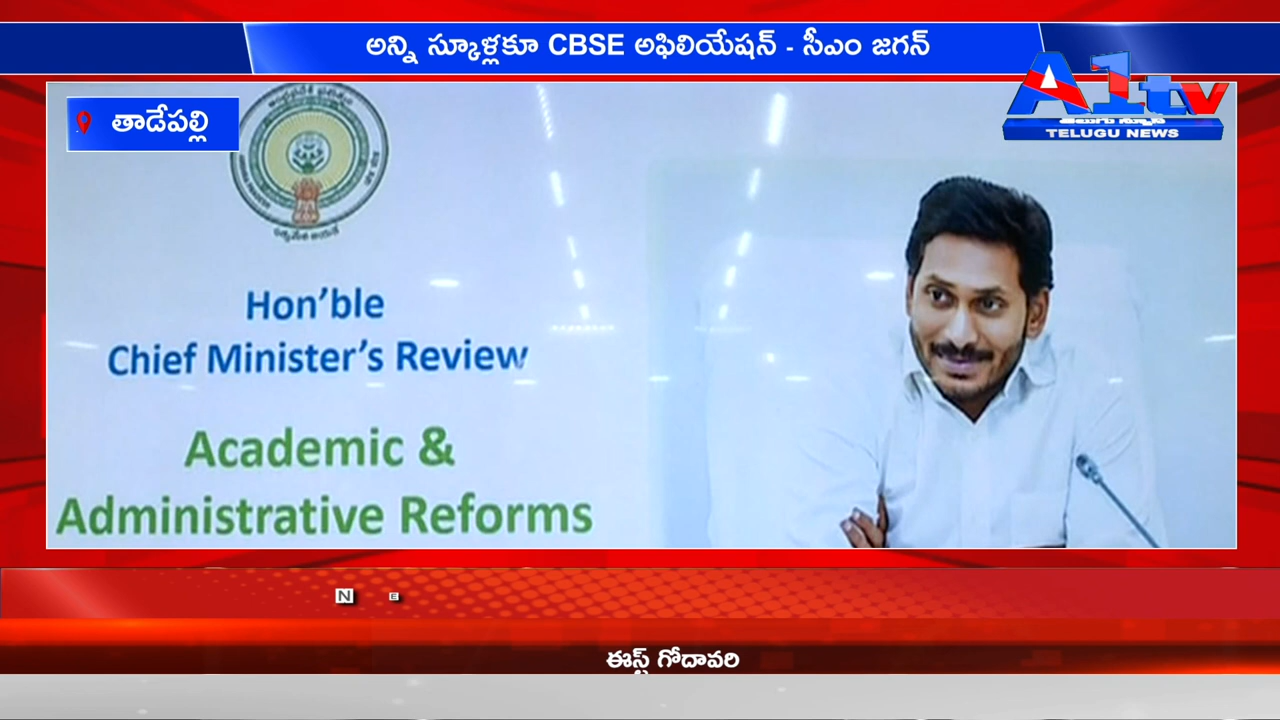 అన్ని స్కూళ్లకూ CBSE అఫిలియేషన్ - సీఎం జగన్
A1tv
తెలుగు న్యూస్
TELUGU NEWS
తాడేపల్లి
Hon'ble
Chief Minister's Review
Academic &
Administrative Reforms
N E
ఈస్ట్ గోదావరి